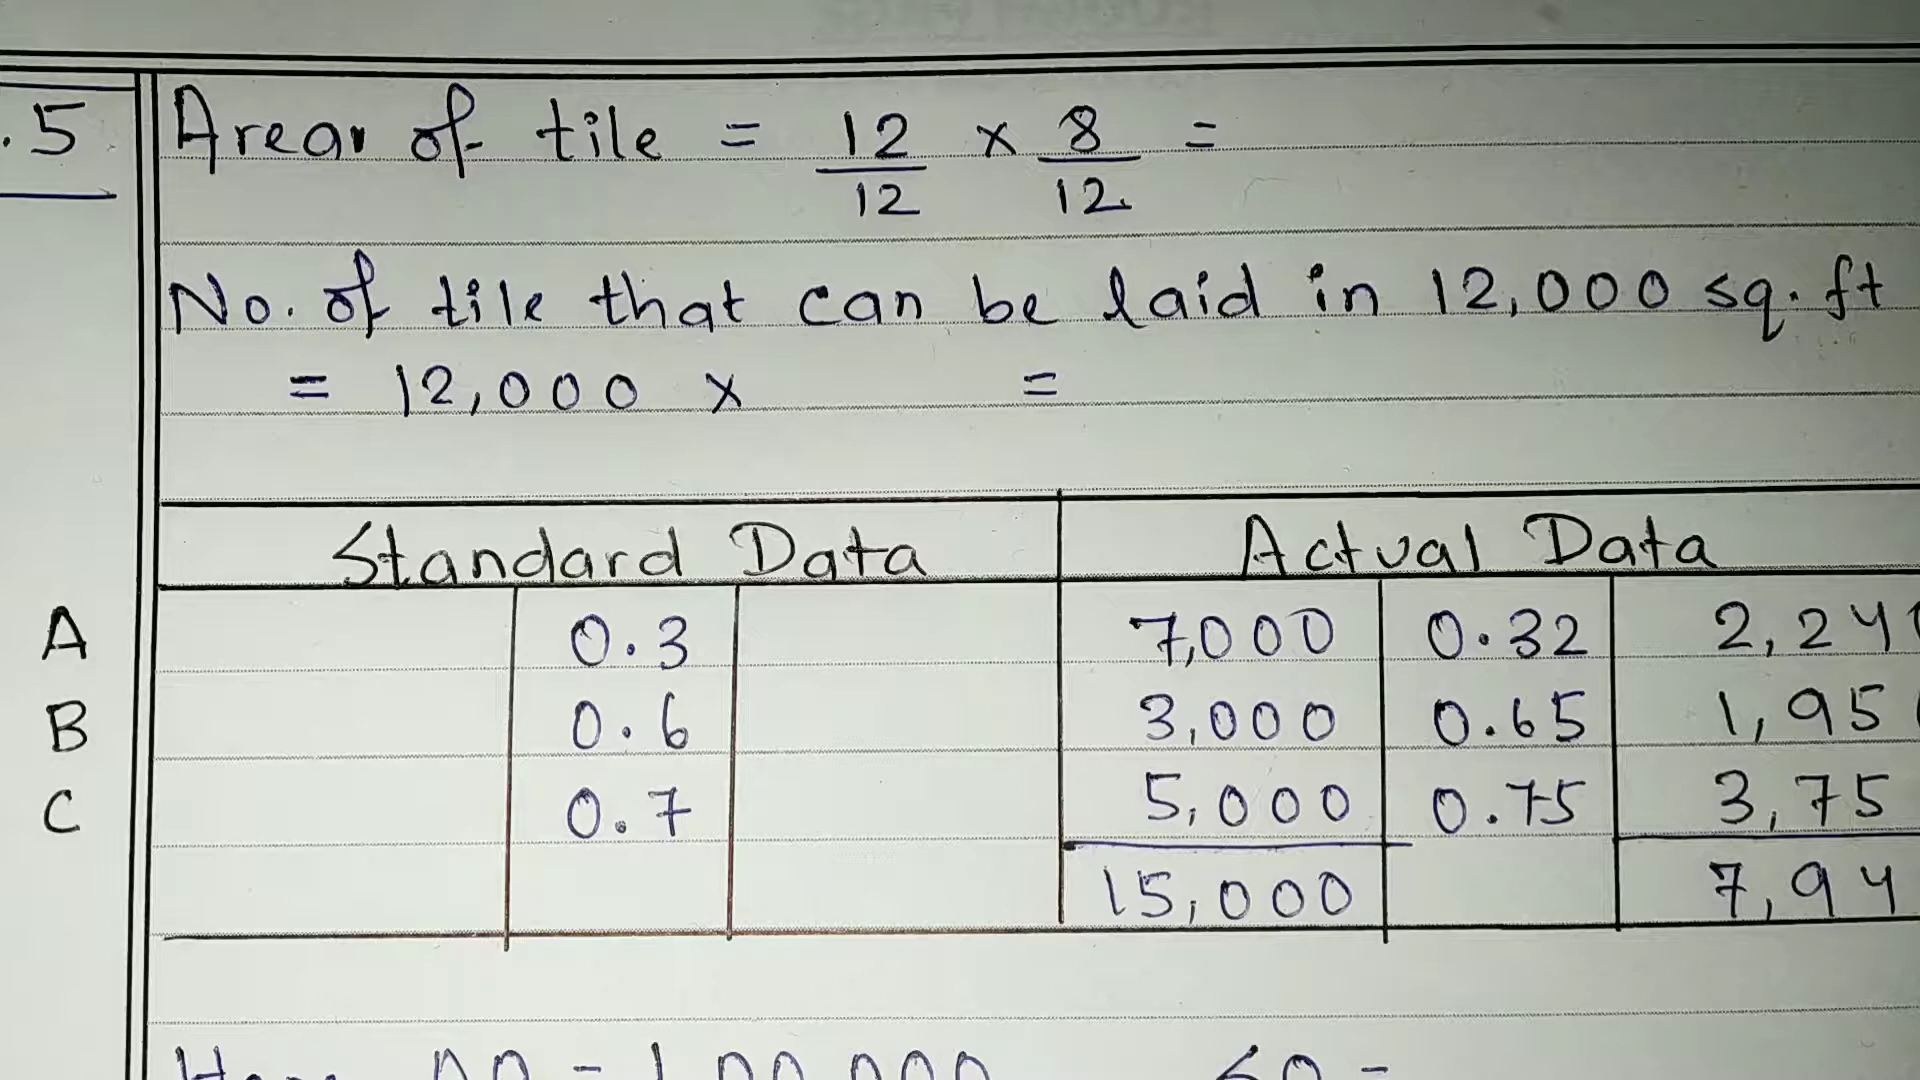 .5 Area of tile = 12/12 x 8/12 =
No. of tile that can be laid in 12,000 sq. ft
= 12,000 x =
Standard Data Actual Data
A 0.3 7,000 0.32 2,24
B 0.6 3,000 0.65 1,95
C 0.7 5,000 0.75 3,75
15,000 7,94